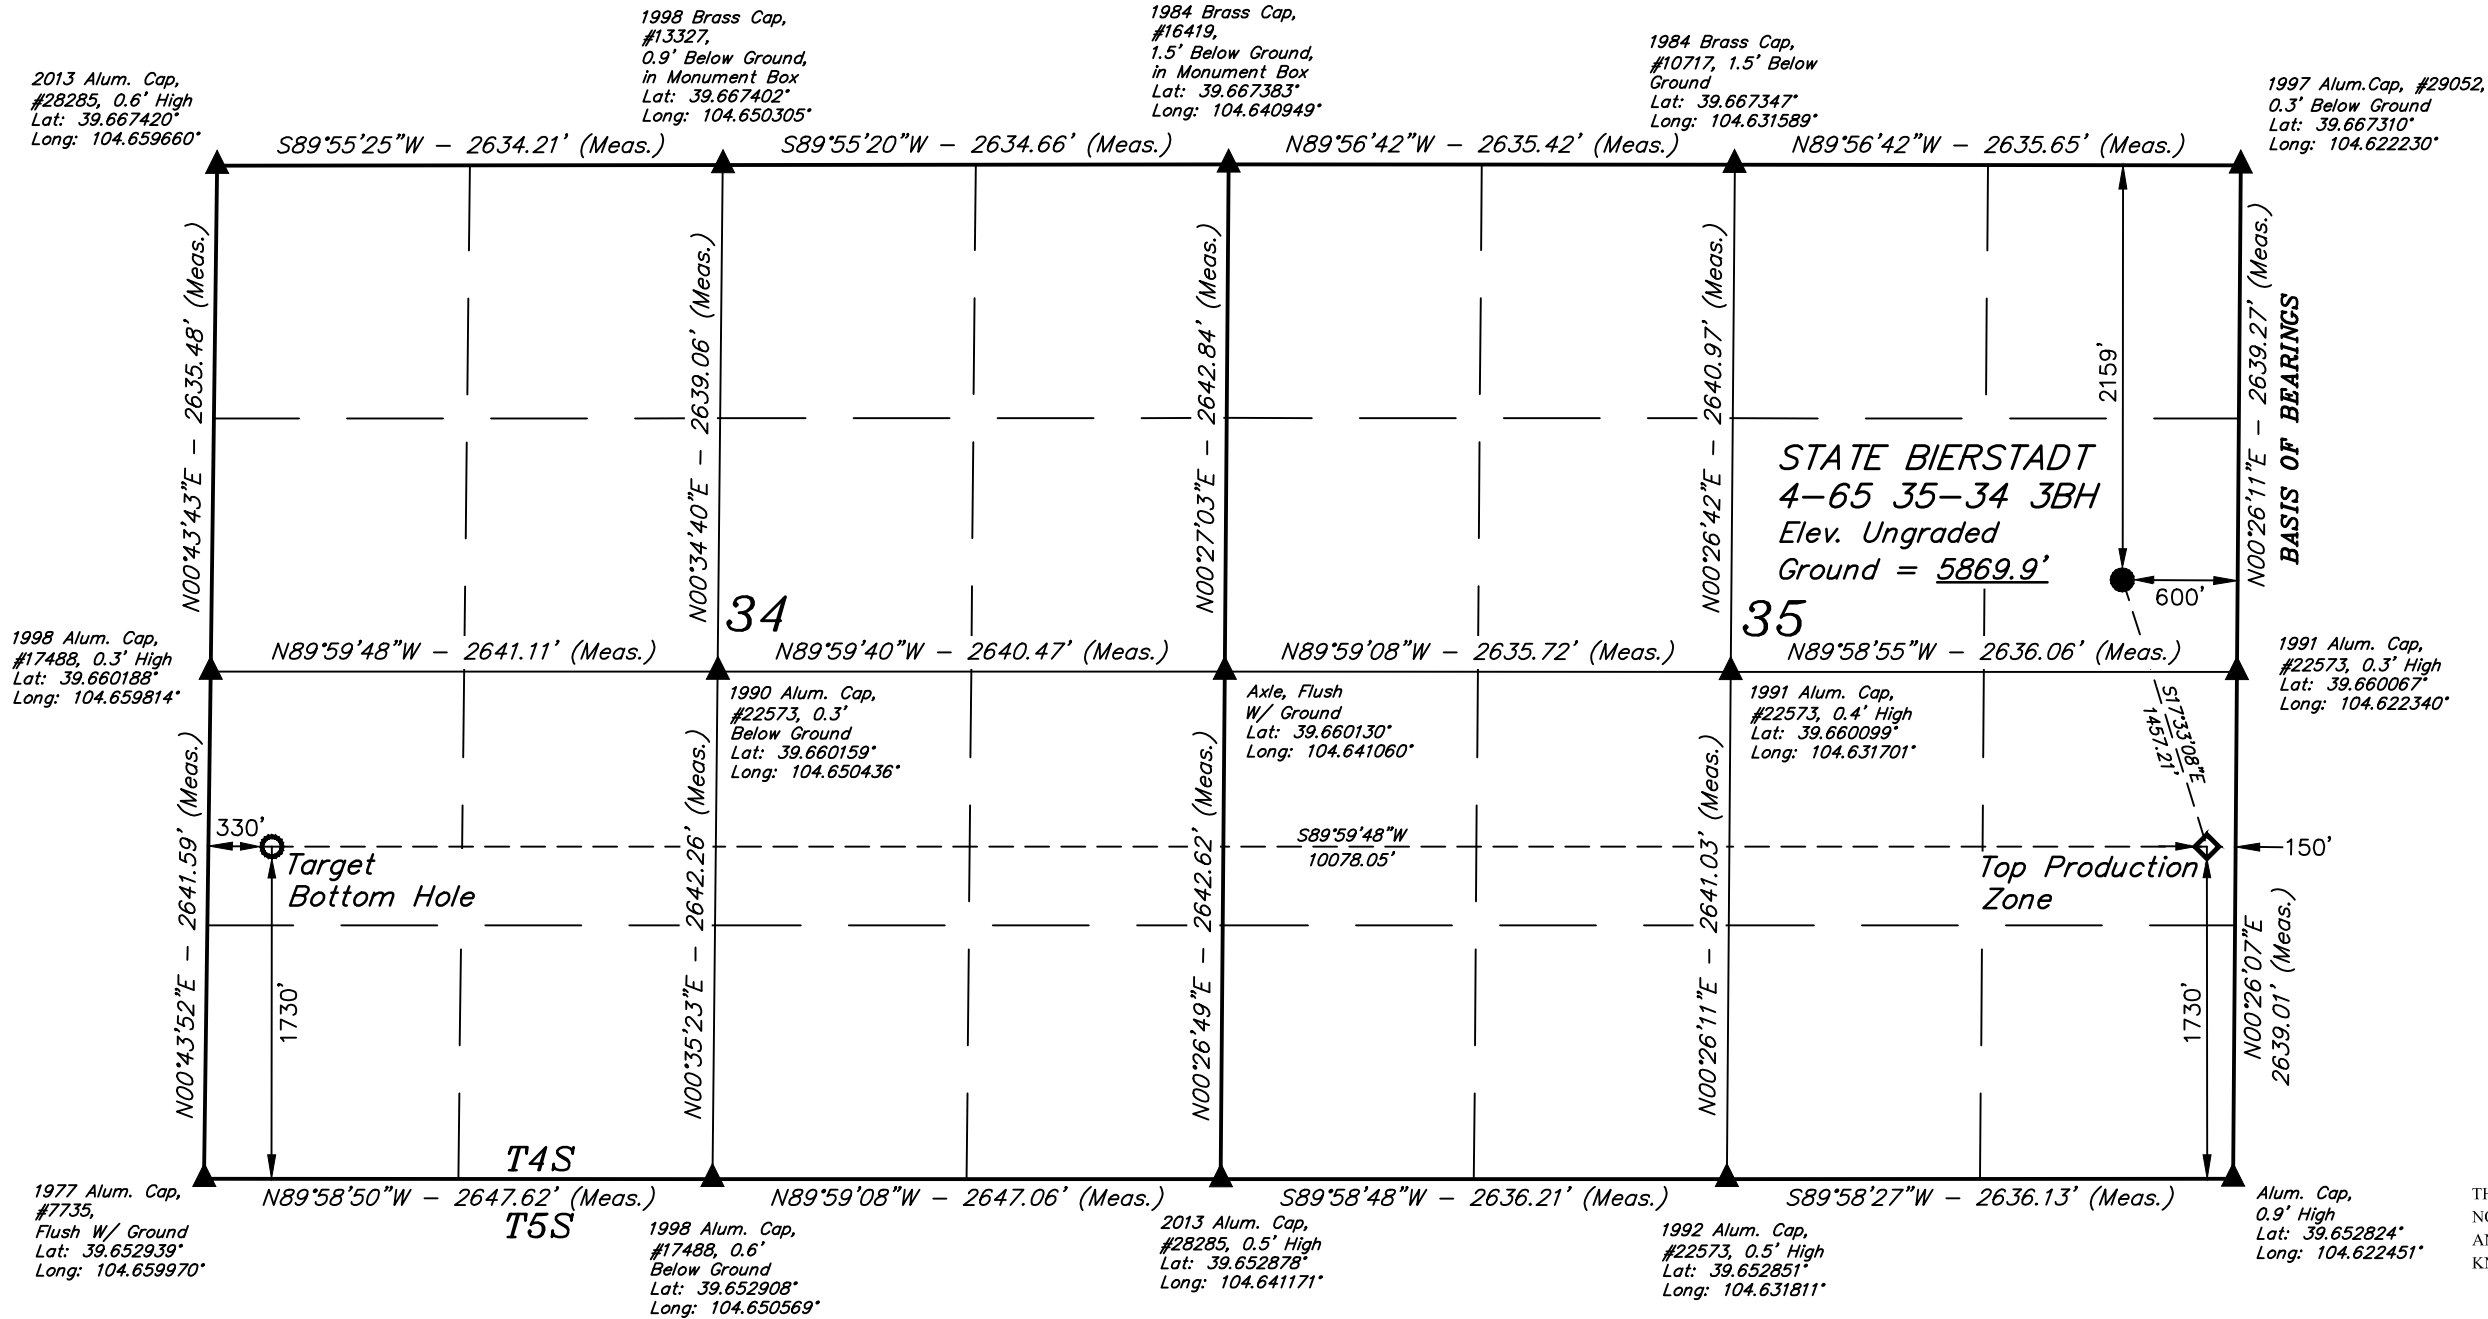 1998 Brass Cap,
#13327,
0.9' Below Ground,
in Monument Box
Lat: 39.667402°
Long: 104.650305°
1984 Brass Cap,
#16419,
1.5' Below Ground,
in Monument Box
Lat: 39.667383°
Long: 104.640949°
1984 Brass Cap,
#10717, 1.5' Below
Ground
Lat: 39.667347°
Long: 104.631589°
2013 Alum. Cap,
#28285, 0.6' High
Lat: 39.667420°
Long: 104.659660°
1997 Alum.Cap, #29052,
0.3' Below Ground
Lat: 39.667310°
Long: 104.622230°
S89°55'25"W - 2634.21' (Meas.)
S89°55'20"W - 2634.66' (Meas.)
N89°56'42"W - 2635.42' (Meas.)
N89°56'42"W - 2635.65' (Meas.)
N00°43'43"E - 2635.48' (Meas.)
N00°34'40"E - 2639.06' (Meas.)
N00°27'03"E - 2642.84' (Meas.)
N00°26'42"E - 2640.97' (Meas.)
2159'
N00°26'11"E - 2639.27' (Meas.)
BASIS OF BEARINGS
STATE BIERSTADT
4-65 35-34 3BH
Elev. Ungraded
Ground = 5869.9'
600'
34
35
1998 Alum. Cap,
#17488, 0.3' High
Lat: 39.660188°
Long: 104.659814°
N89°59'48"W - 2641.11' (Meas.)
N89°59'40"W - 2640.47' (Meas.)
N89°59'08"W - 2635.72' (Meas.)
N89°58'55"W - 2636.06' (Meas.)
1991 Alum. Cap,
#22573, 0.3' High
Lat: 39.660067°
Long: 104.622340°
1990 Alum. Cap,
#22573, 0.3'
Below Ground
Lat: 39.660159°
Long: 104.650436°
Axle, Flush
W/ Ground
Lat: 39.660130°
Long: 104.641060°
1991 Alum. Cap,
#22573, 0.4' High
Lat: 39.660099°
Long: 104.631701°
S17°33'08"E
1457.21'
330'
Target
Bottom Hole
S89°59'48"W
10078.05'
Top Production
Zone
150'
N00°43'52"E - 2641.59' (Meas.)
1730'
N00°35'23"E - 2642.26' (Meas.)
N00°26'49"E - 2642.62' (Meas.)
N00°26'11"E - 2641.03' (Meas.)
1730'
N00°26'07"E
2639.01' (Meas.)
T4S
N89°58'50"W - 2647.62' (Meas.)
N89°59'08"W - 2647.06' (Meas.)
S89°58'48"W - 2636.21' (Meas.)
S89°58'27"W - 2636.13' (Meas.)
T5S
1977 Alum. Cap,
#7735,
Flush W/ Ground
Lat: 39.652939°
Long: 104.659970°
1998 Alum. Cap,
#17488, 0.6'
Below Ground
Lat: 39.652908°
Long: 104.650569°
2013 Alum. Cap,
#28285, 0.5' High
Lat: 39.652878°
Long: 104.641171°
1992 Alum. Cap,
#22573, 0.5' High
Lat: 39.652851°
Long: 104.631811°
Alum. Cap,
0.9' High
Lat: 39.652824°
Long: 104.622451°